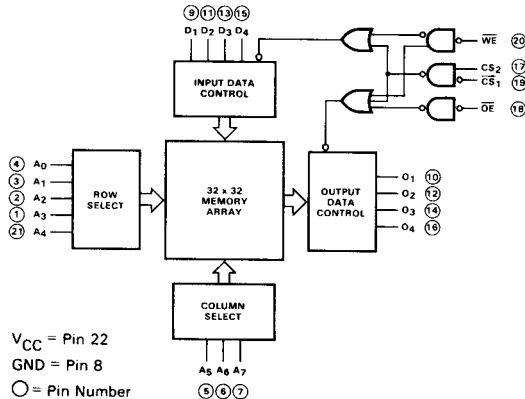 9 11 13 15
D1 D2 D3 D4
WE 20
CS2 17
CS1 19
OE 18
INPUT DATA
CONTROL
4 A0
3 A1
2 A2
1 A3
21 A4
ROW
SELECT
32 x 32
MEMORY
ARRAY
OUTPUT
DATA
CONTROL
O1 10
O2 12
O3 14
O4 16
COLUMN
SELECT
A5 A6 A7
5 6 7
VCC = Pin 22
GND = Pin 8
= Pin Number